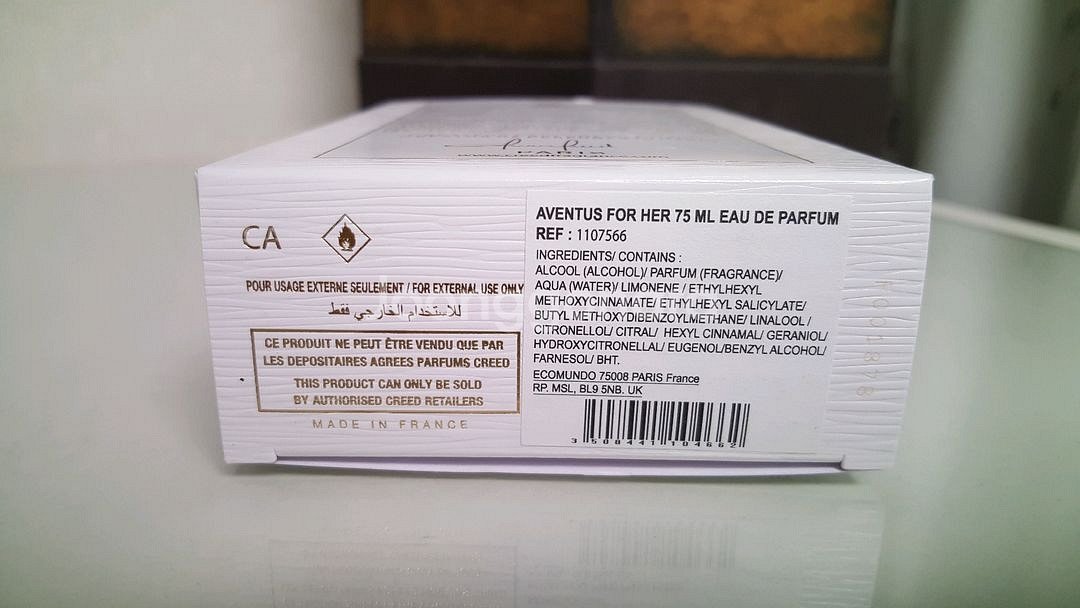 PARIS
CA
POUR USAGE EXTERNE SEULEMENT / FOR EXTERNAL USE ONLY
للاستخدام الخارجي فقط
CE PRODUIT NE PEUT ÊTRE VENDU QUE PAR
LES DEPOSITAIRES AGREES PARFUMS CREED
THIS PRODUCT CAN ONLY BE SOLD
BY AUTHORISED CREED RETAILERS
MADE IN FRANCE
AVENTUS FOR HER 75 ML EAU DE PARFUM
REF : 1107566
INGREDIENTS/ CONTAINS :
ALCOOL (ALCOHOL)/ PARFUM (FRAGRANCE)/
AQUA (WATER)/ LIMONENE / ETHYLHEXYL
METHOXYCINNAMATE/ ETHYLHEXYL SALICYLATE/
BUTYL METHOXYDIBENZOYLMETHANE/ LINALOOL /
CITRONELLOL/ CITRAL/ HEXYL CINNAMAL/ GERANIOL/
HYDROXYCITRONELLAL/ EUGENOL/BENZYL ALCOHOL/
FARNESOL/ BHT.
ECOMUNDO 75008 PARIS France
RP. MSL, BL9 5NB. UK
3 508441 104662